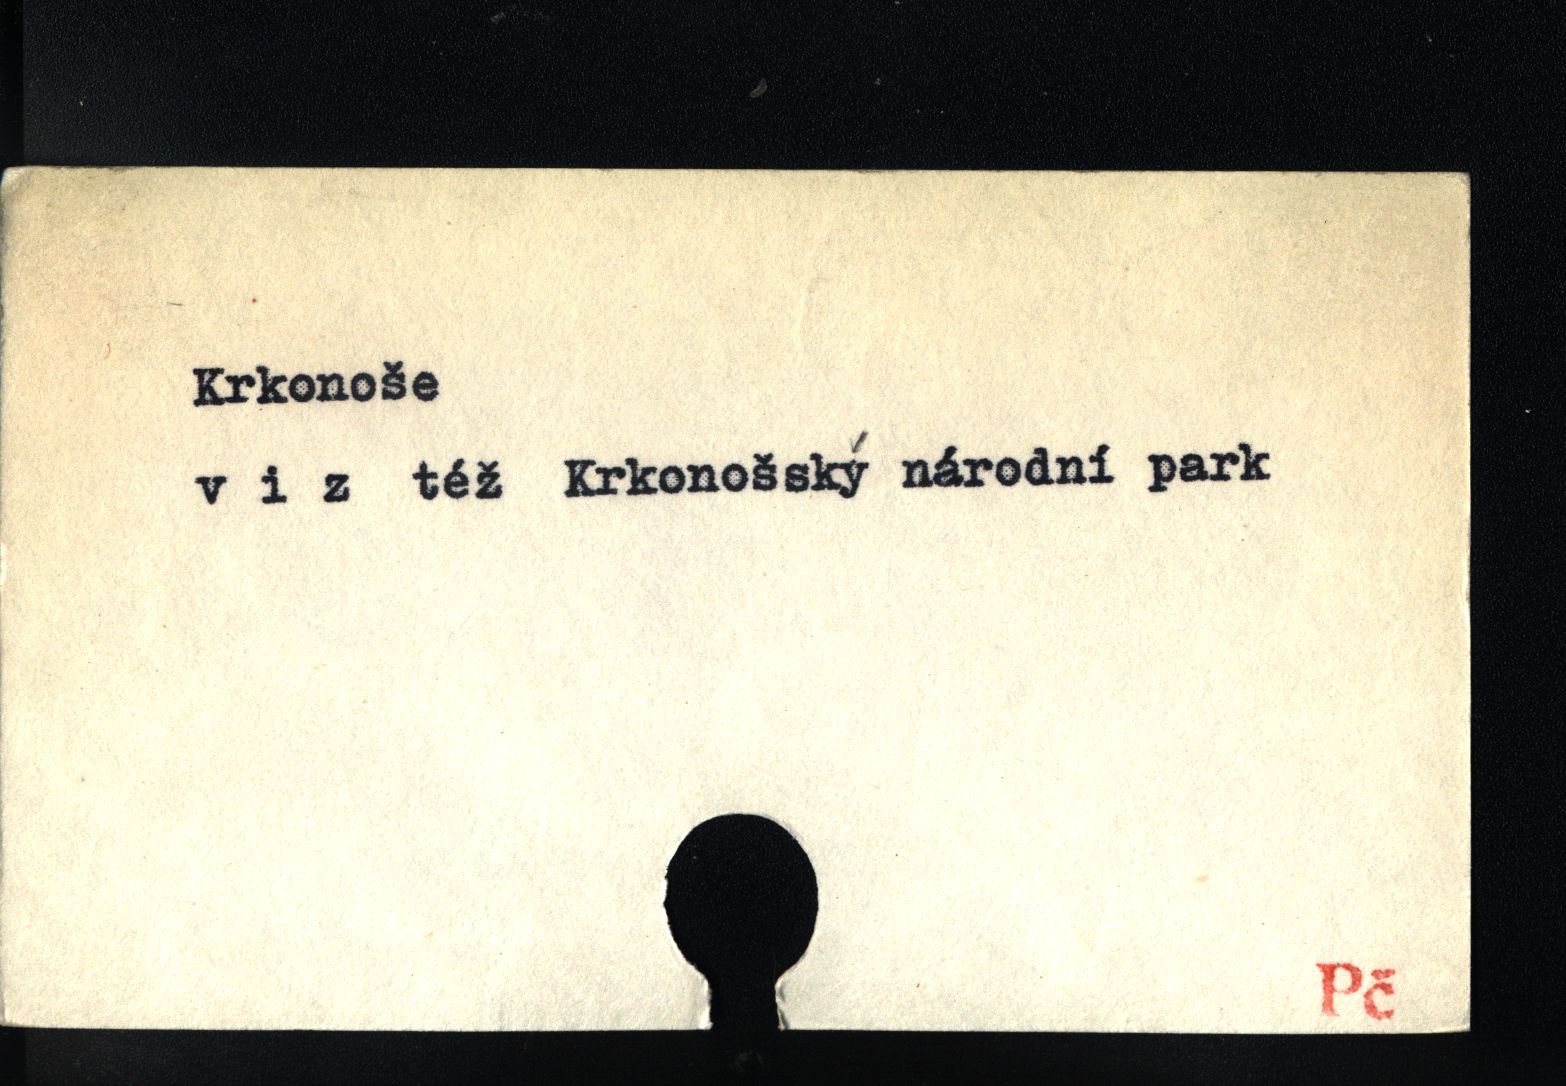 Krkonoše
v i z  též  Krkonošský národní park
Pč